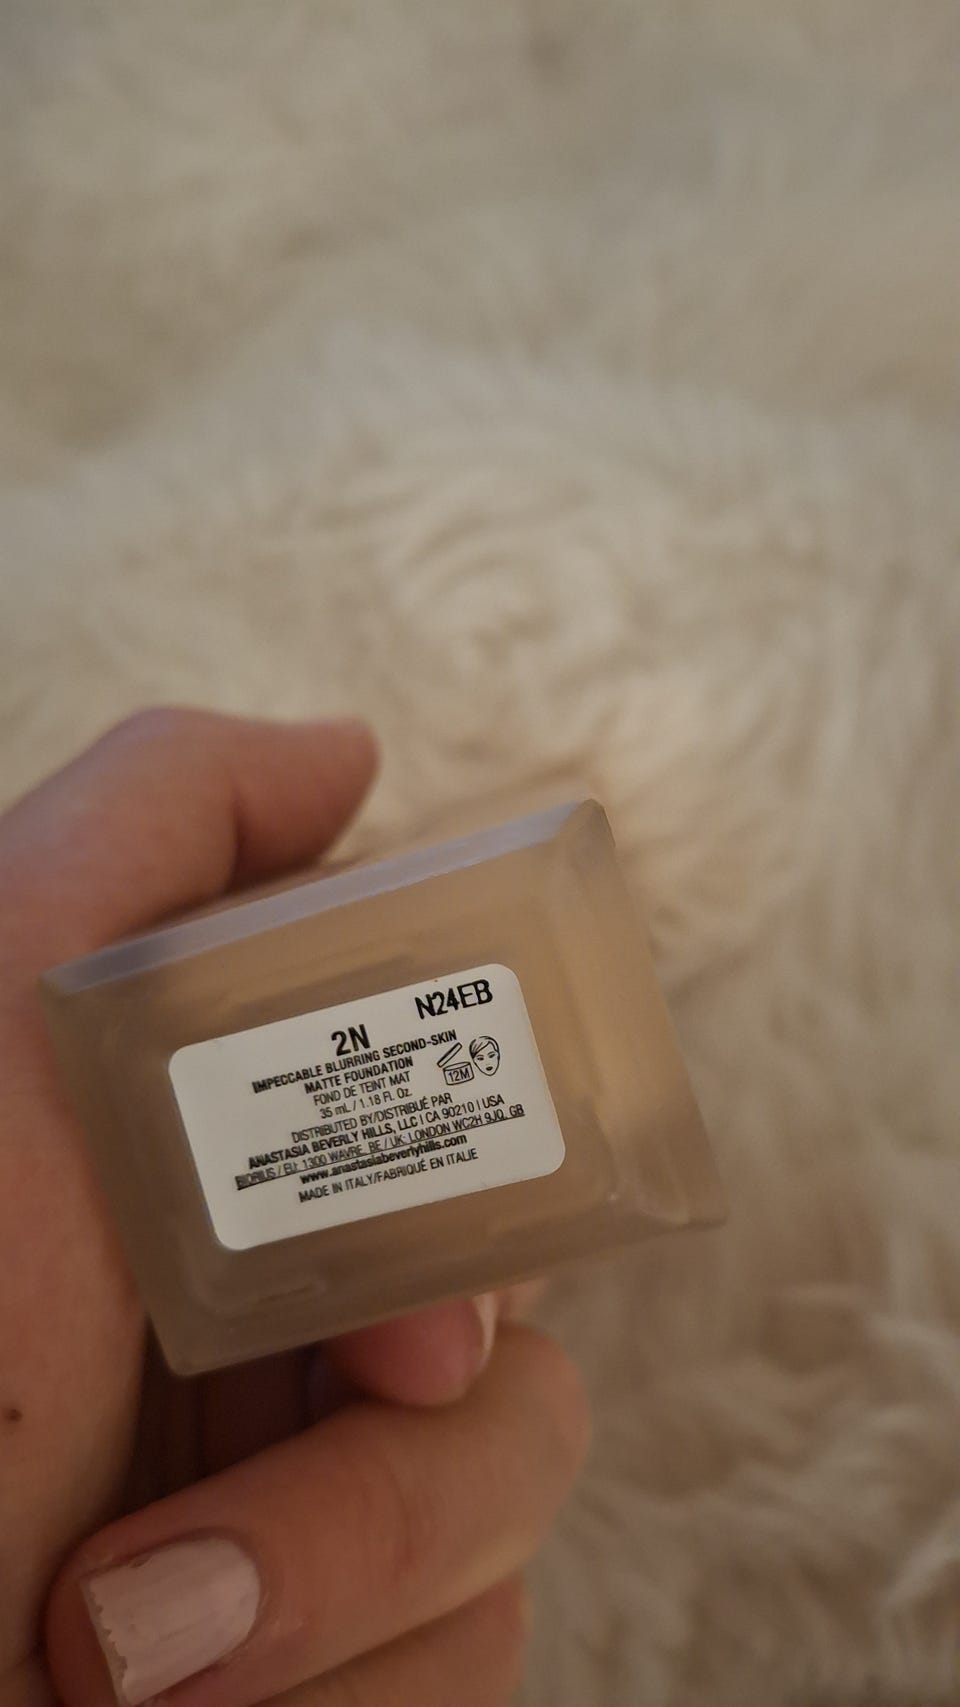 N24EB
2N
IMPECCABLE BLURRING SECOND-SKIN
MATTE FOUNDATION
FOND DE TEINT MAT
35 mL / 1.18 Fl. Oz.
12M
DISTRIBUTED BY/DISTRIBUÉ PAR
ANASTASIA BEVERLY HILLS, LLC | CA 90210 | USA
BIORIUS / EU: 1300 WAVRE, BE / UK: LONDON WC2H 9JQ, GB
www.anastasiabeverlyhills.com
MADE IN ITALY/FABRIQUÉ EN ITALIE